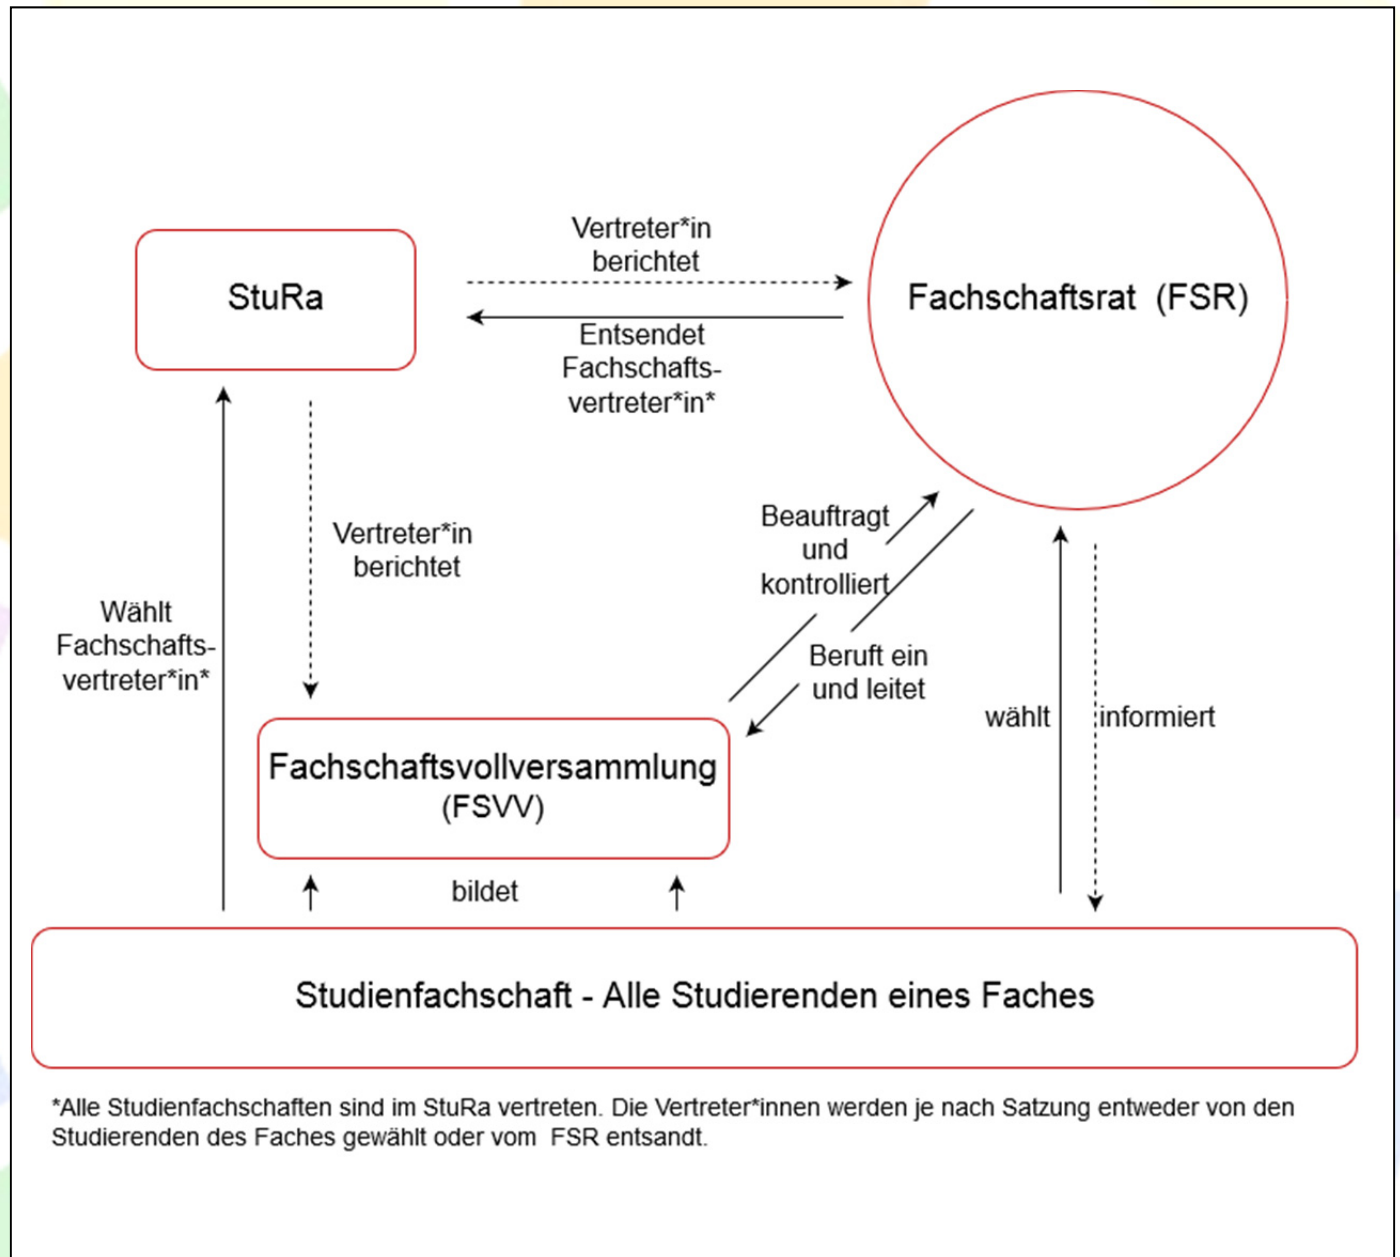 Vertreter*in
berichtet
StuRa
Fachschaftsrat (FSR)
Entsendet
Fachschafts-
vertreter*in*
Beauftragt
und
kontrolliert
Vertreter*in
berichtet
Wählt
Fachschafts-
vertreter*in*
Beruft ein
und leitet
wählt
informiert
Fachschaftsvollversammlung
(FSVV)
bildet
Studienfachschaft - Alle Studierenden eines Faches
*Alle Studienfachschaften sind im StuRa vertreten. Die Vertreter*innen werden je nach Satzung entweder von den
Studierenden des Faches gewählt oder vom FSR entsandt.